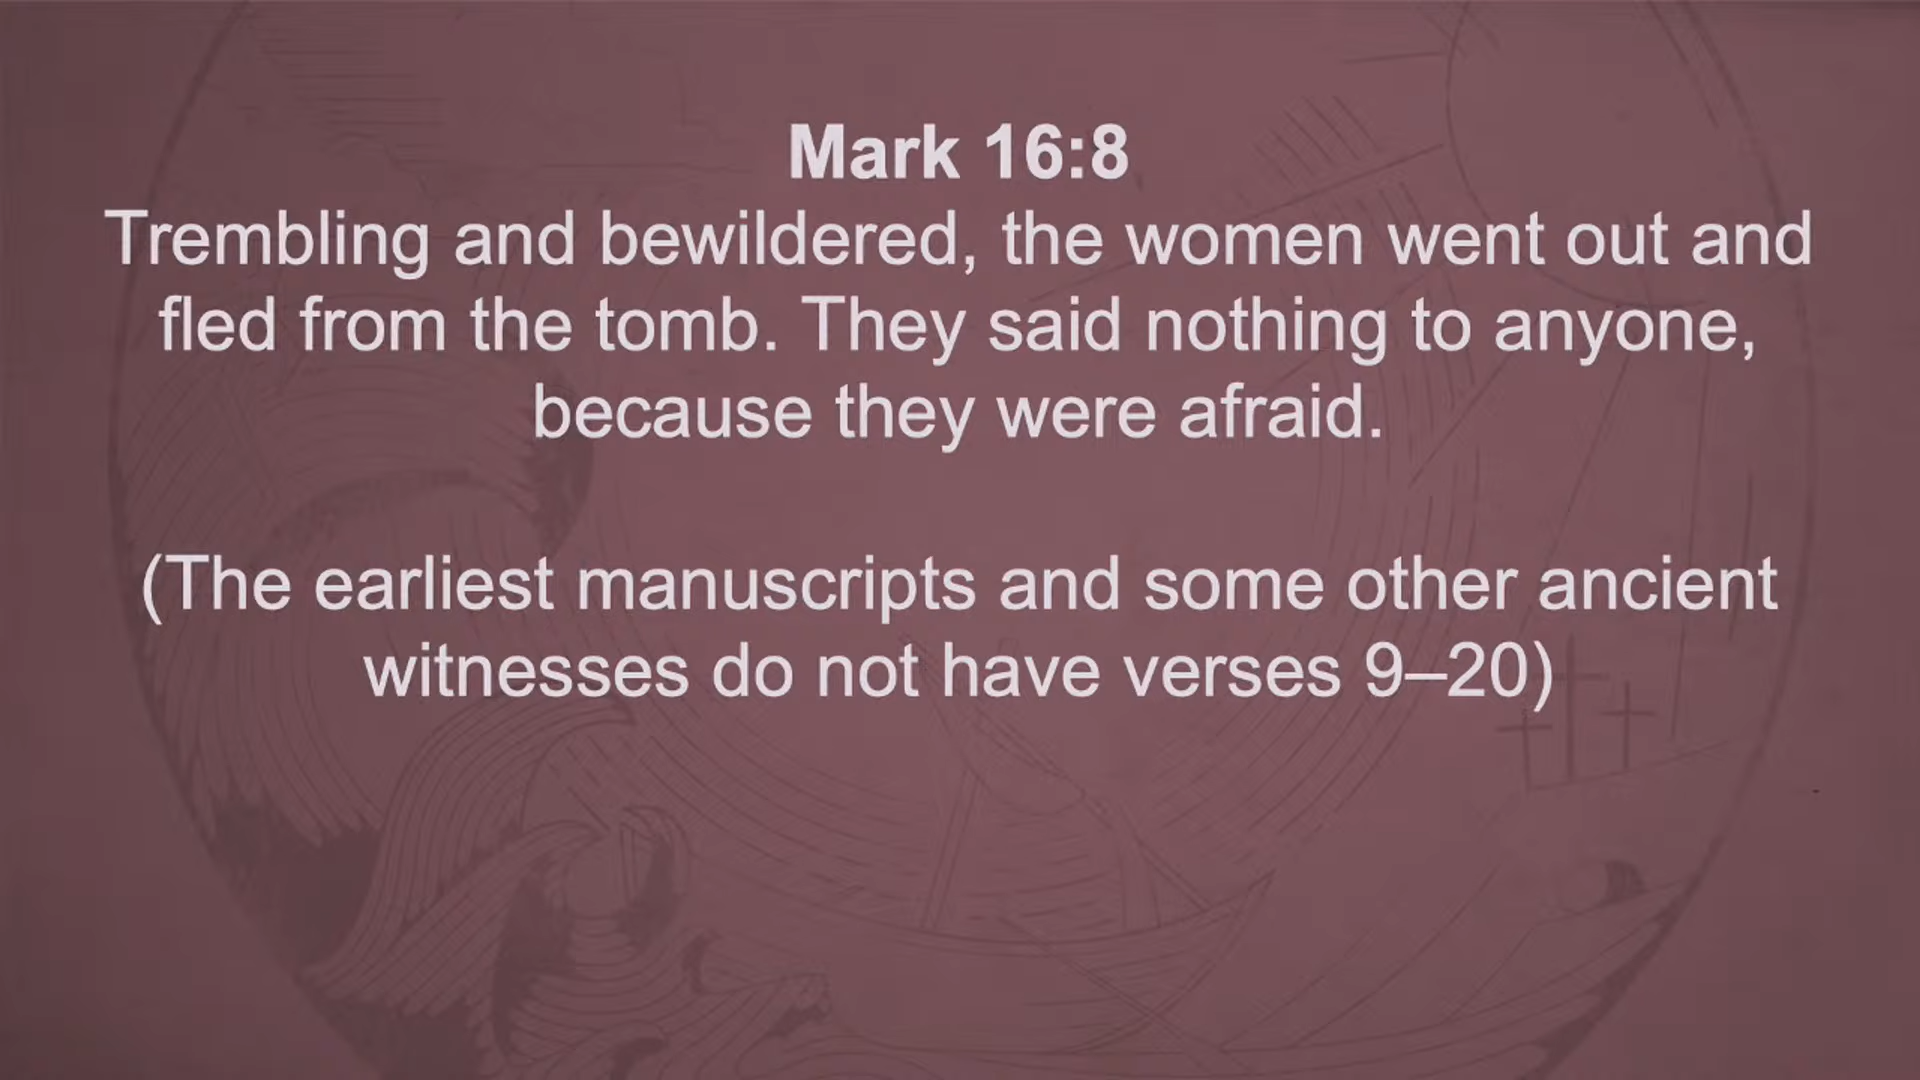 Mark 16:8
Trembling and bewildered, the women went out and
fled from the tomb. They said nothing to anyone,
because they were afraid.
(The earliest manuscripts and some other ancient
witnesses do not have verses 9–20)